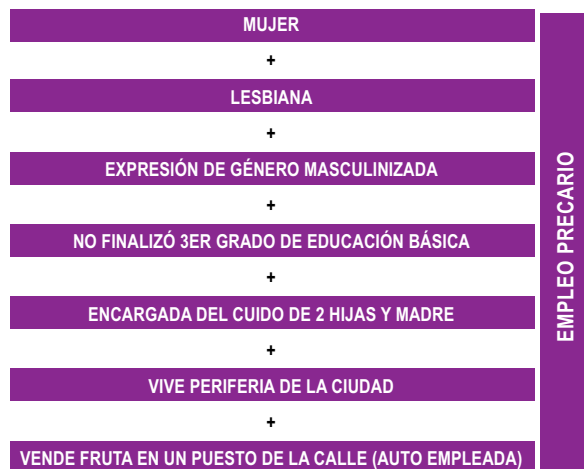 MUJER
+
LESBIANA
+
EXPRESIÓN DE GÉNERO MASCULINIZADA
+
NO FINALIZÓ 3ER GRADO DE EDUCACIÓN BÁSICA
+
ENCARGADA DEL CUIDO DE 2 HIJAS Y MADRE
+
VIVE PERIFERIA DE LA CIUDAD
+
VENDE FRUTA EN UN PUESTO DE LA CALLE (AUTO EMPLEADA)
EMPLEO PRECARIO